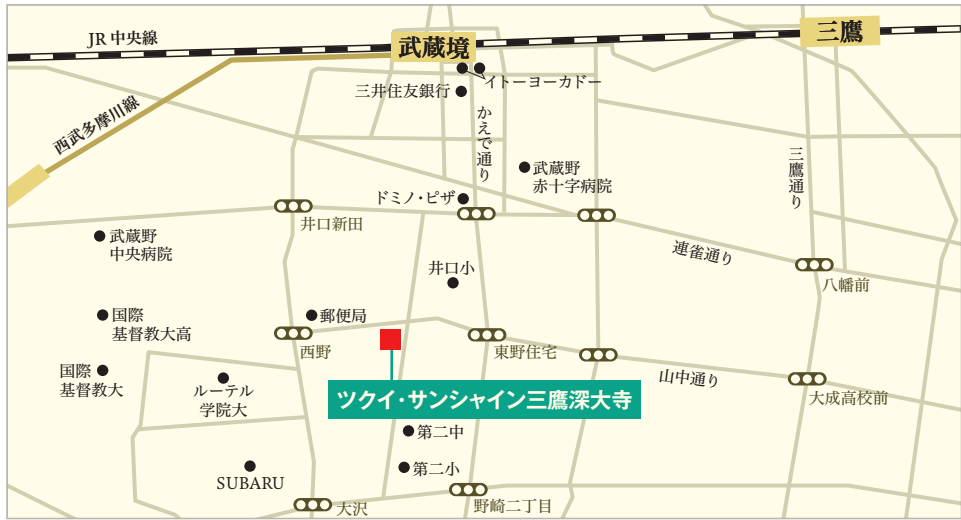 JR 中央線
武蔵境
三鷹
西武多摩川線
三井住友銀行
イトーヨーカドー
かえで通り
武蔵野
赤十字病院
三鷹通り
ドミノ・ピザ
井口新田
武蔵野
中央病院
連雀通り
井口小
八幡前
国際
基督教大高
郵便局
西野
東野住宅
国際
基督教大
ルーテル
学院大
山中通り
大成高校前
ツクイ・サンシャイン三鷹深大寺
第二中
第二小
SUBARU
大沢
野崎二丁目